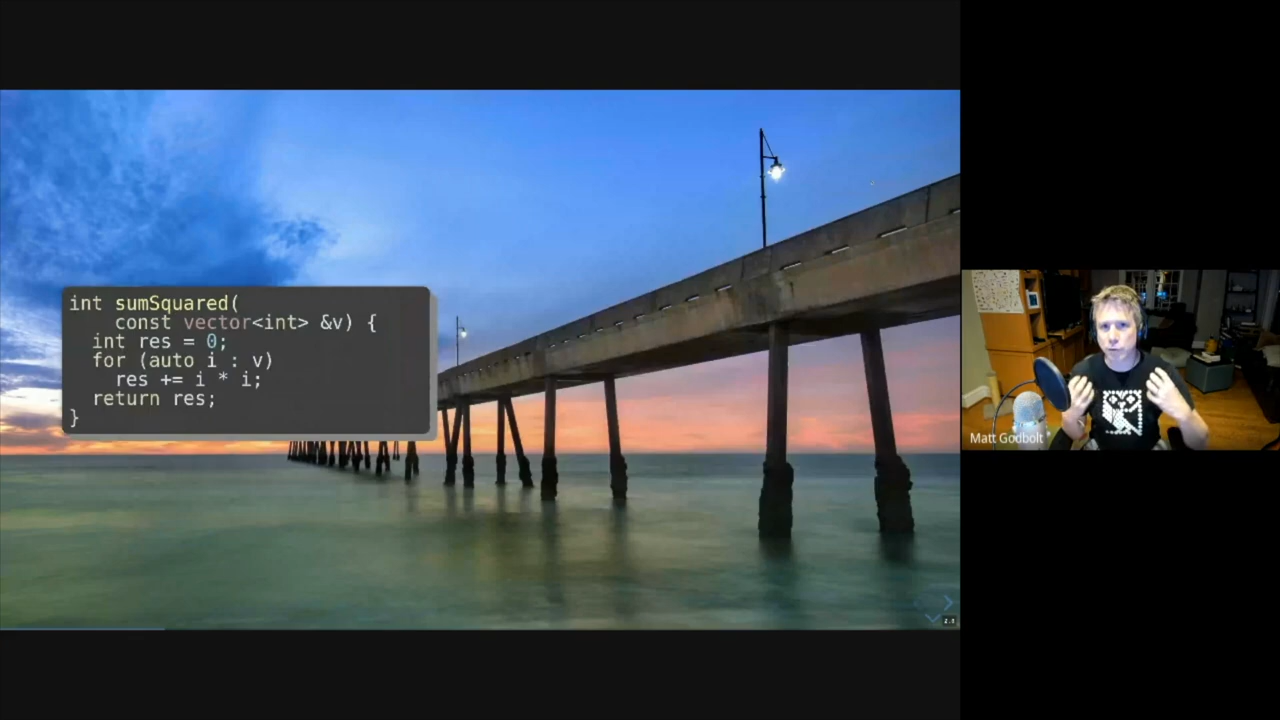 int sumSquared(
    const vector<int> &v) {
  int res = 0;
  for (auto i : v)
    res += i * i;
  return res;
}
Matt Godbolt